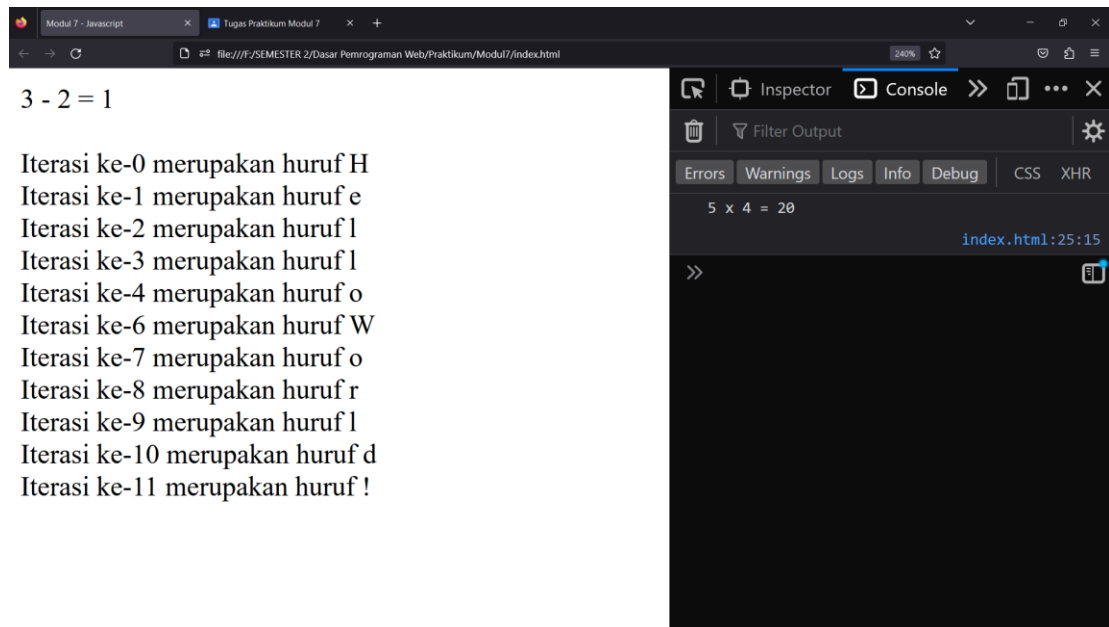 Modul 7 - Javascript
Tugas Praktikum Modul 7
file:///F:/SEMESTER 2/Dasar Pemrograman Web/Praktikum/Modul7/index.html
240%
3 - 2 = 1
Iterasi ke-0 merupakan huruf H
Iterasi ke-1 merupakan huruf e
Iterasi ke-2 merupakan huruf l
Iterasi ke-3 merupakan huruf l
Iterasi ke-4 merupakan huruf o
Iterasi ke-6 merupakan huruf W
Iterasi ke-7 merupakan huruf o
Iterasi ke-8 merupakan huruf r
Iterasi ke-9 merupakan huruf l
Iterasi ke-10 merupakan huruf d
Iterasi ke-11 merupakan huruf !
Inspector Console
Filter Output
Errors Warnings Logs Info Debug CSS XHR
5 x 4 = 20
index.html:25:15